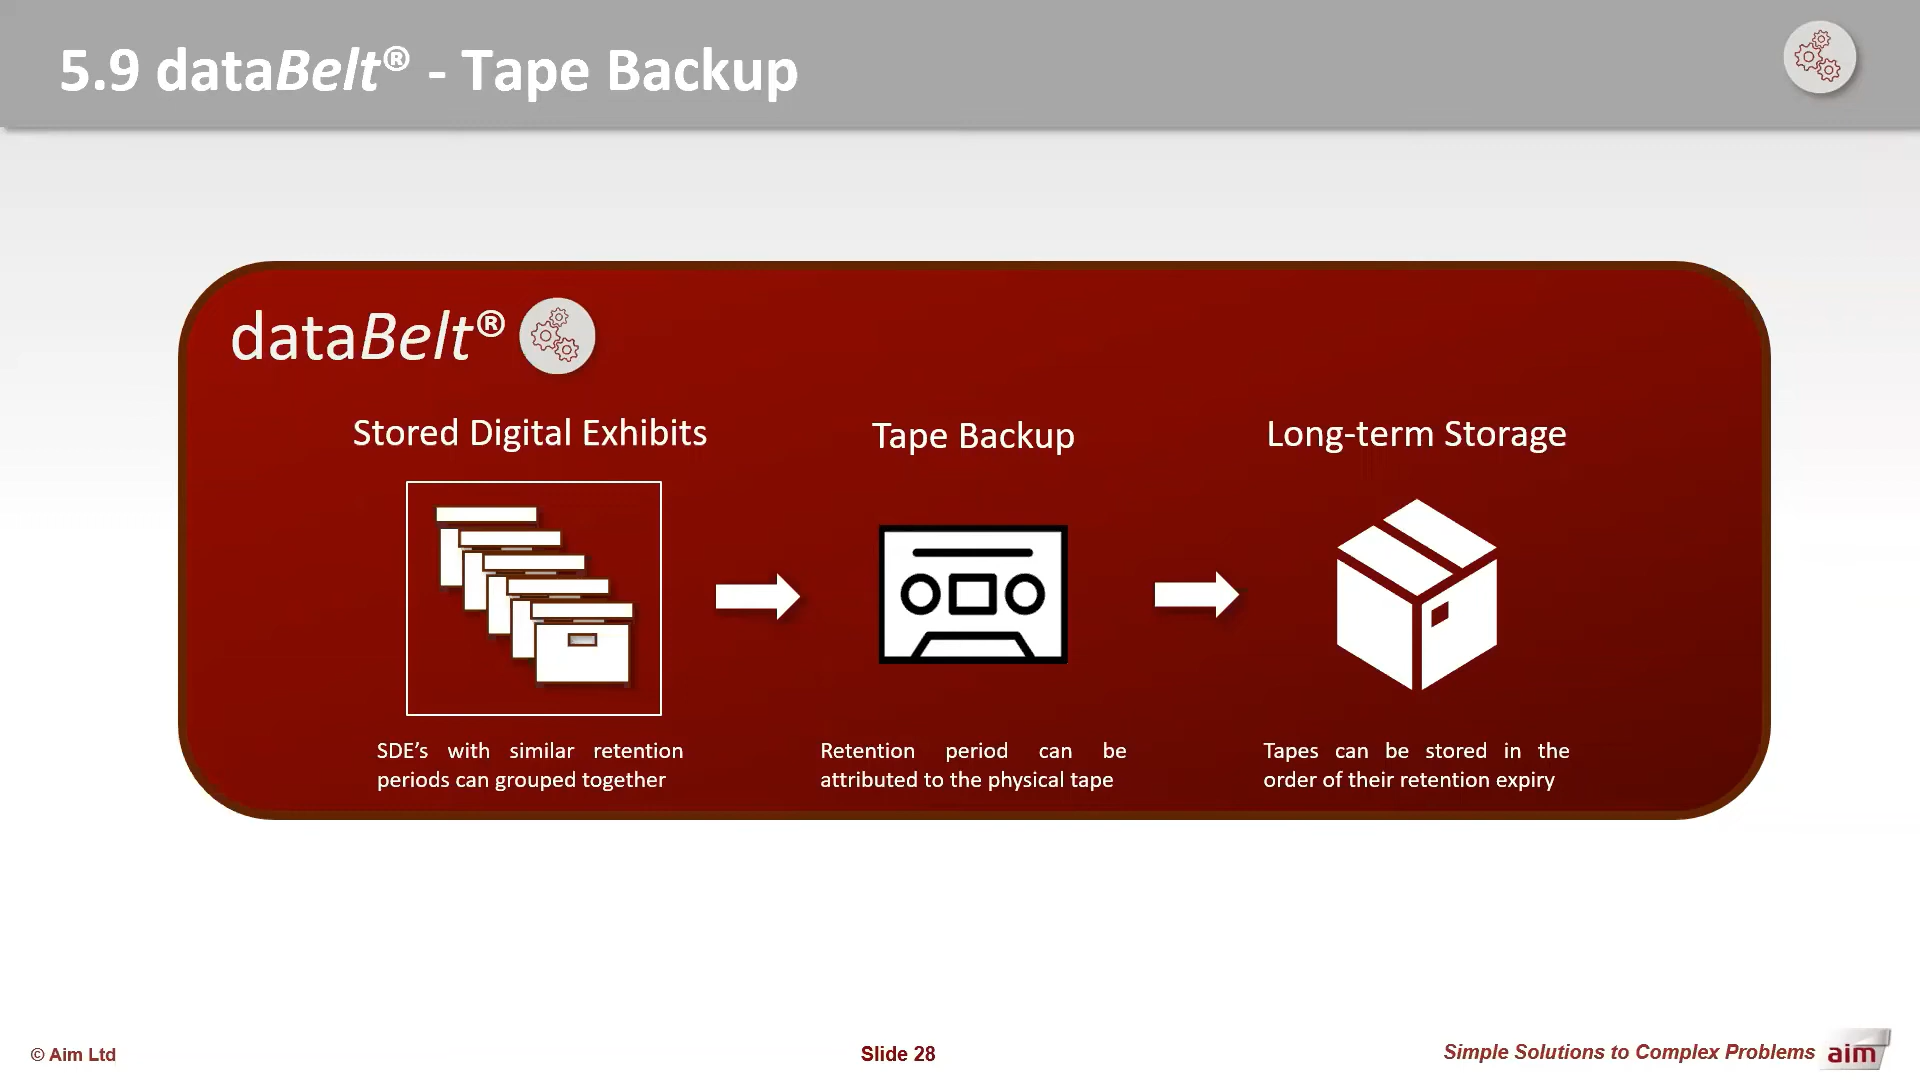 5.9 dataBelt® - Tape Backup
dataBelt®
Stored Digital Exhibits
Tape Backup
Long-term Storage
SDE's with similar retention
periods can grouped together
Retention period can be
attributed to the physical tape
Tapes can be stored in the
order of their retention expiry
© Aim Ltd
Slide 28
Simple Solutions to Complex Problems
aim